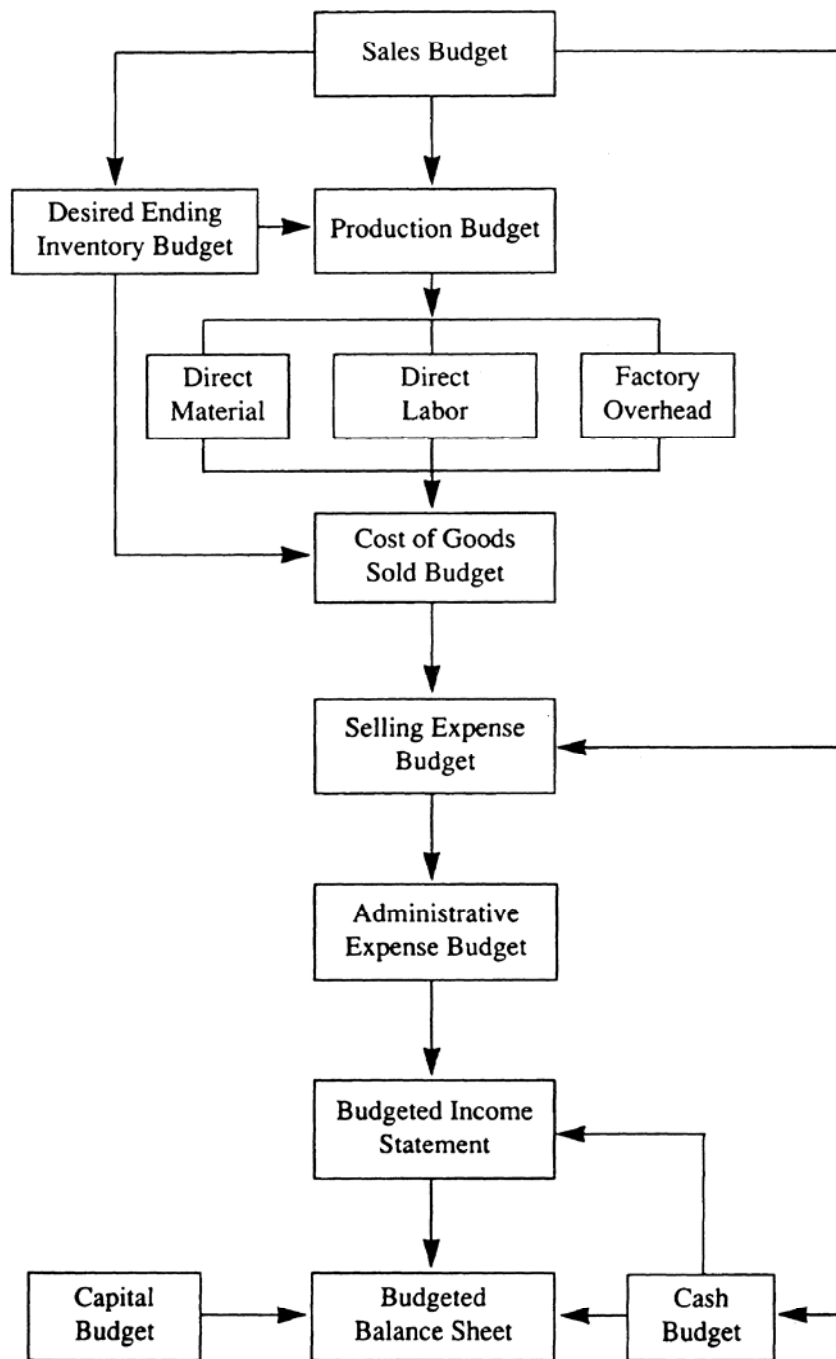 Sales Budget
Desired Ending
Inventory Budget
Production Budget
Direct
Material
Direct
Labor
Factory
Overhead
Cost of Goods
Sold Budget
Selling Expense
Budget
Administrative
Expense Budget
Budgeted Income
Statement
Capital
Budget
Budgeted
Balance Sheet
Cash
Budget